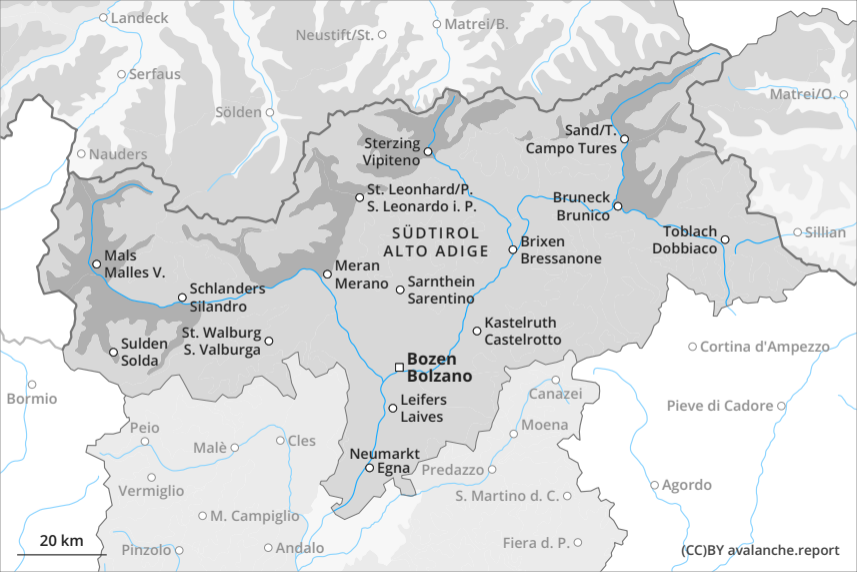 Landeck
Matrei/B.
Neustift/St.
Serfaus
Matrei/O.
Sölden
Sand/T.
Campo Tures
Sterzing
Vipiteno
Nauders
St. Leonhard/P.
S. Leonardo i. P.
Bruneck
Brunico
SÜDTIROL
ALTO ADIGE
Toblach
Dobbiaco
Sillian
Brixen
Bressanone
Mals
Malles V.
Meran
Merano
Sarnthein
Sarentino
Schlanders
Silandro
Kastelruth
Castelrotto
St. Walburg
S. Valburga
Sulden
Solda
Cortina d'Ampezzo
Bozen
Bolzano
Bormio
Canazei
Leifers
Laives
Pieve di Cadore
Peio
Moena
Malè
Cles
Neumarkt
Egna
Predazzo
Vermiglio
Agordo
S. Martino d. C.
M. Campiglio
20 km
Pinzolo
Andalo
Fiera d. P.
(CC)BY avalanche.report